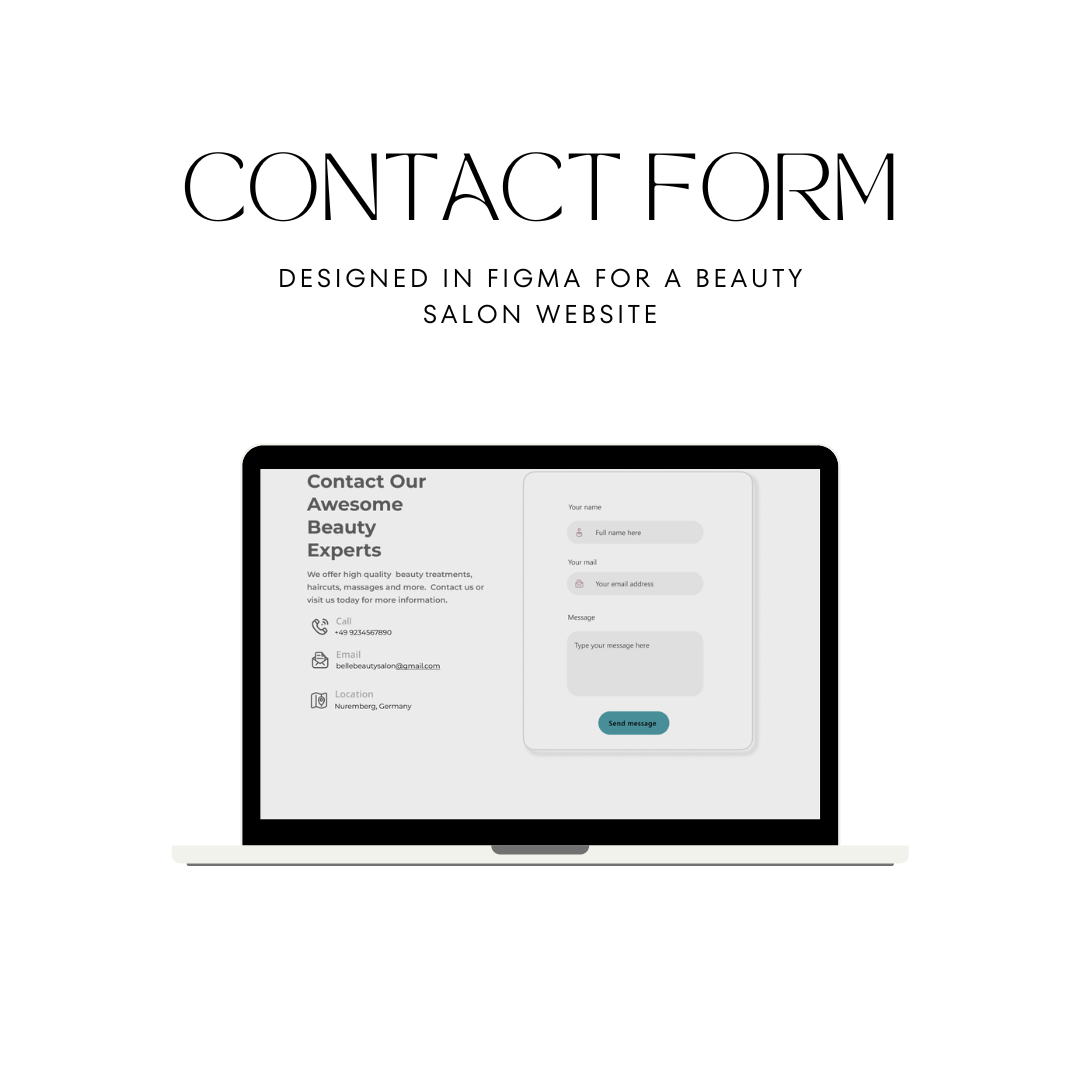 CONTACT FORM
DESIGNED IN FIGMA FOR A BEAUTY
SALON WEBSITE
Contact Our
Awesome
Beauty
Experts
We offer high quality  beauty treatments,
haircuts, massages and more.  Contact us or
visit us today for more information.
Call
+49 9234567890
Email
bellebeautysalon@gmail.com
Location
Nuremberg, Germany
Your name
Full name here
Your mail
Your email address
Message
Type your message here
Send message